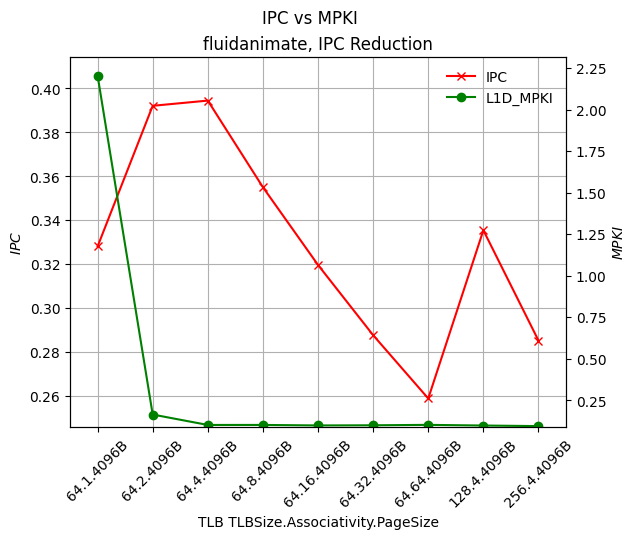 IPC vs MPKI
fluidanimate, IPC Reduction
IPC
L1D_MPKI
0.40
0.38
0.36
0.34
0.32
0.30
0.28
0.26
IPC
2.25
2.00
1.75
1.50
1.25
1.00
0.75
0.50
0.25
MPKI
64.1.4096B
64.2.4096B
64.4.4096B
64.8.4096B
64.16.4096B
64.32.4096B
64.64.4096B
128.4.4096B
256.4.4096B
TLB TLBSize.Associativity.PageSize